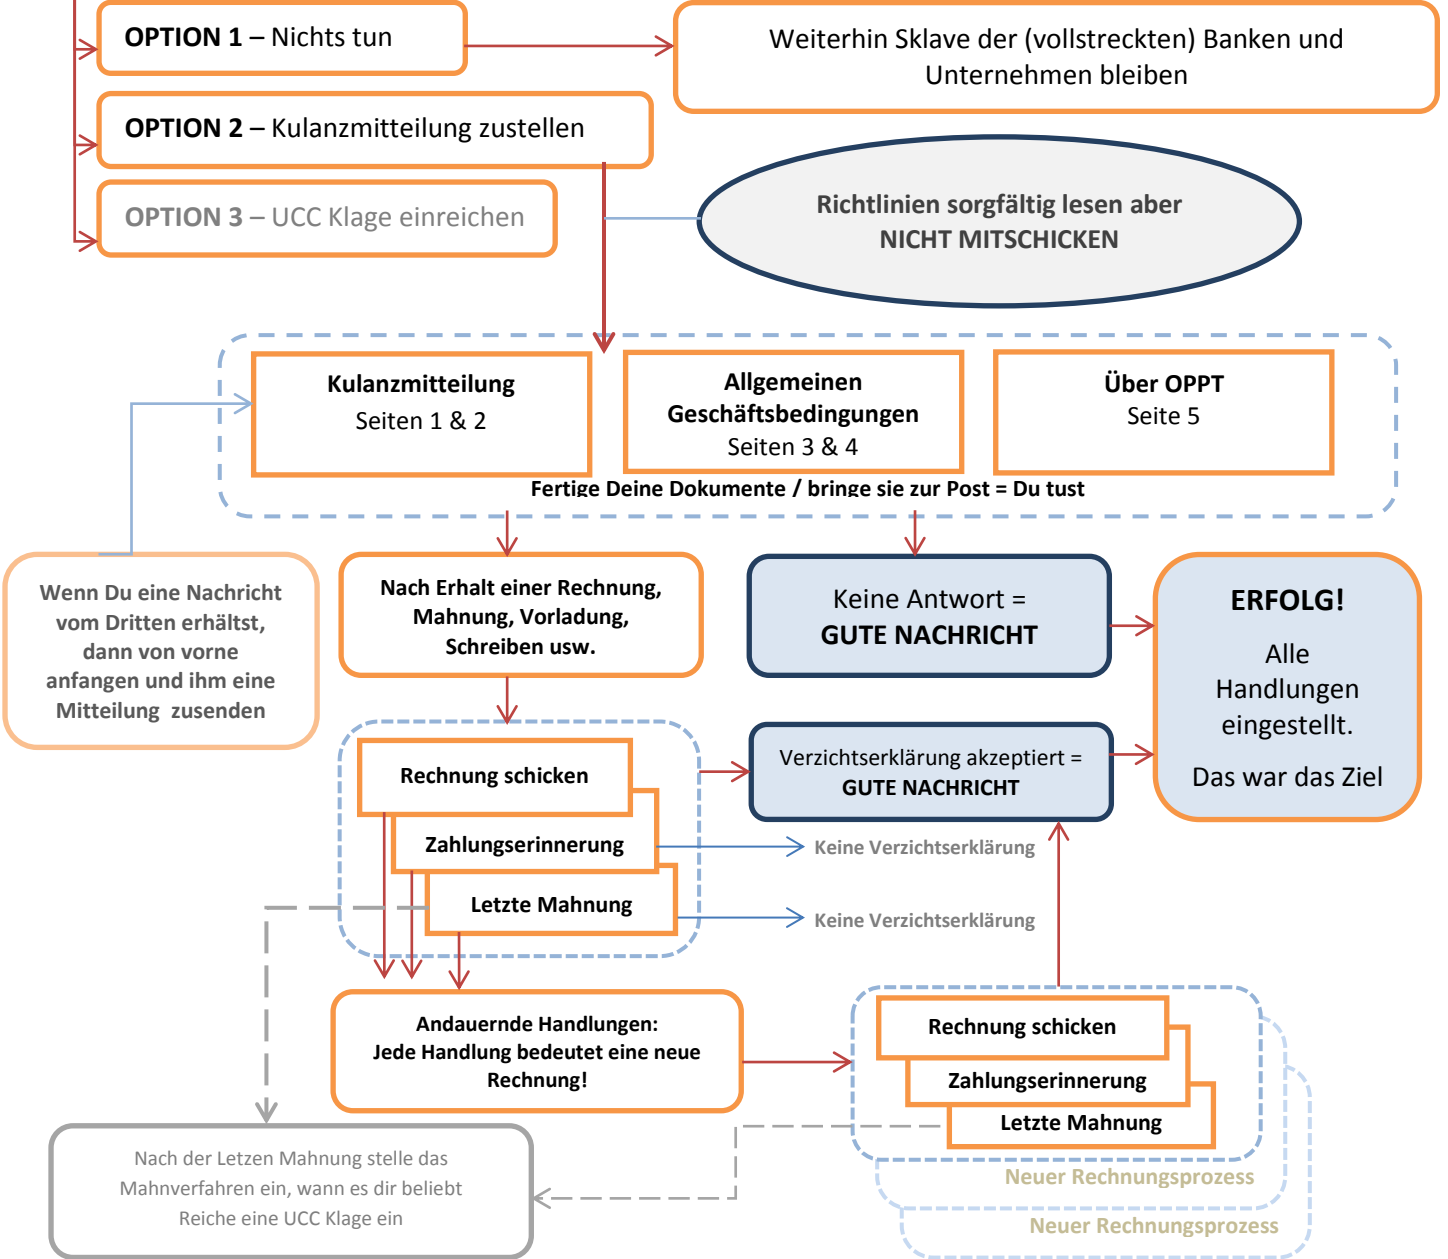 OPTION 1 – Nichts tun
Weiterhin Sklave der (vollstreckten) Banken und
Unternehmen bleiben
OPTION 2 – Kulanzmitteilung zustellen
OPTION 3 – UCC Klage einreichen
Richtlinien sorgfältig lesen aber
NICHT MITSCHICKEN
Kulanzmitteilung
Seiten 1 & 2
Allgemeinen
Geschäftsbedingungen
Seiten 3 & 4
Über OPPT
Seite 5
Fertige Deine Dokumente / bringe sie zur Post = Du tust
Wenn Du eine Nachricht
vom Dritten erhältst,
dann von vorne
anfangen und ihm eine
Mitteilung zusenden
Nach Erhalt einer Rechnung,
Mahnung, Vorladung,
Schreiben usw.
Keine Antwort =
GUTE NACHRICHT
ERFOLG!
Alle
Handlungen
eingestellt.
Das war das Ziel
Rechnung schicken
Zahlungserinnerung
Letzte Mahnung
Verzichtserklärung akzeptiert =
GUTE NACHRICHT
Keine Verzichtserklärung
Keine Verzichtserklärung
Andauernde Handlungen:
Jede Handlung bedeutet eine neue
Rechnung!
Rechnung schicken
Zahlungserinnerung
Letzte Mahnung
Neuer Rechnungsprozess
Neuer Rechnungsprozess
Nach der Letzen Mahnung stelle das
Mahnverfahren ein, wann es dir beliebt
Reiche eine UCC Klage ein